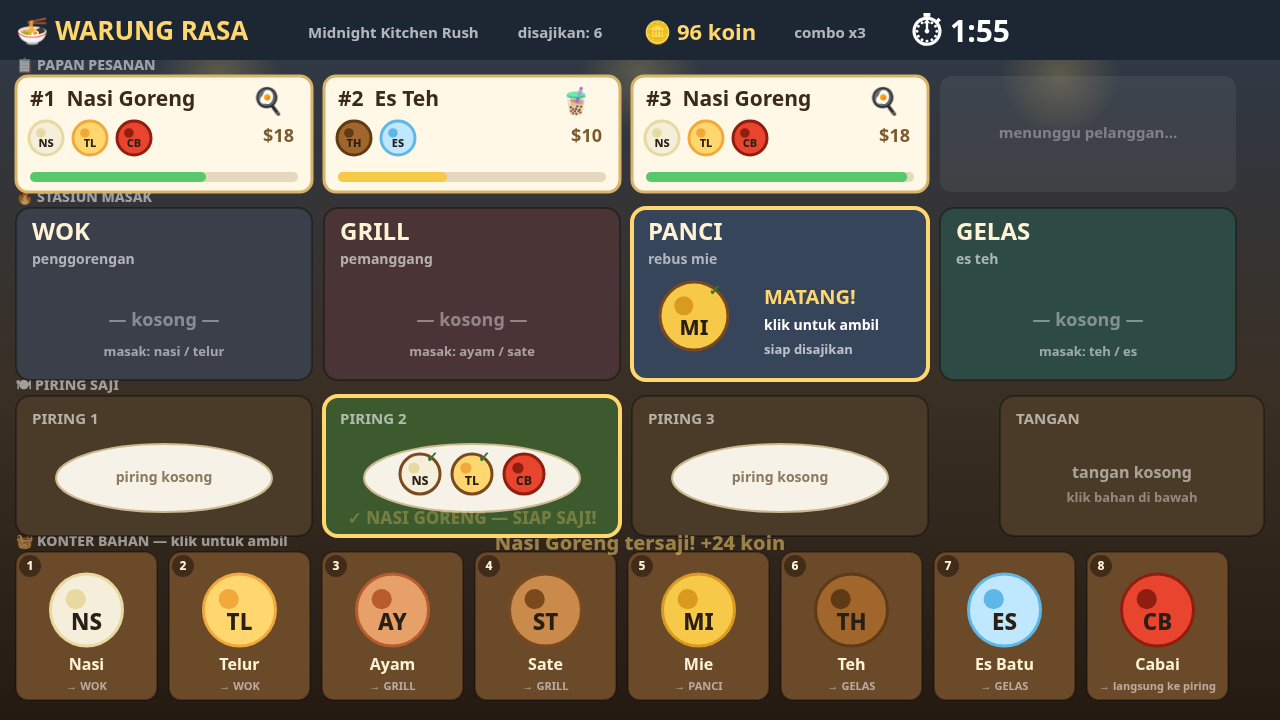 WARUNG RASA
Midnight Kitchen Rush
disajikan: 6
96 koin
combo x3
1:55
PAPAN PESANAN
#1 Nasi Goreng
NS TL CB
$18
#2 Es Teh
TH ES
$10
#3 Nasi Goreng
NS TL CB
$18
menunggu pelanggan...
STASIUN MASAK
WOK
penggorengan
— kosong —
masak: nasi / telur
GRILL
pemanggang
— kosong —
masak: ayam / sate
PANCI
rebus mie
MI
MATANG!
klik untuk ambil
siap disajikan
GELAS
es teh
— kosong —
masak: teh / es
PIRING SAJI
PIRING 1
piring kosong
PIRING 2
NS TL CB
✓ NASI GORENG — SIAP SAJI!
PIRING 3
piring kosong
TANGAN
tangan kosong
klik bahan di bawah
Nasi Goreng tersaji! +24 koin
KONTER BAHAN — klik untuk ambil
1
NS
Nasi
→ WOK
2
TL
Telur
→ WOK
3
AY
Ayam
→ GRILL
4
ST
Sate
→ GRILL
5
MI
Mie
→ PANCI
6
TH
Teh
→ GELAS
7
ES
Es Batu
→ GELAS
8
CB
Cabai
→ langsung ke piring